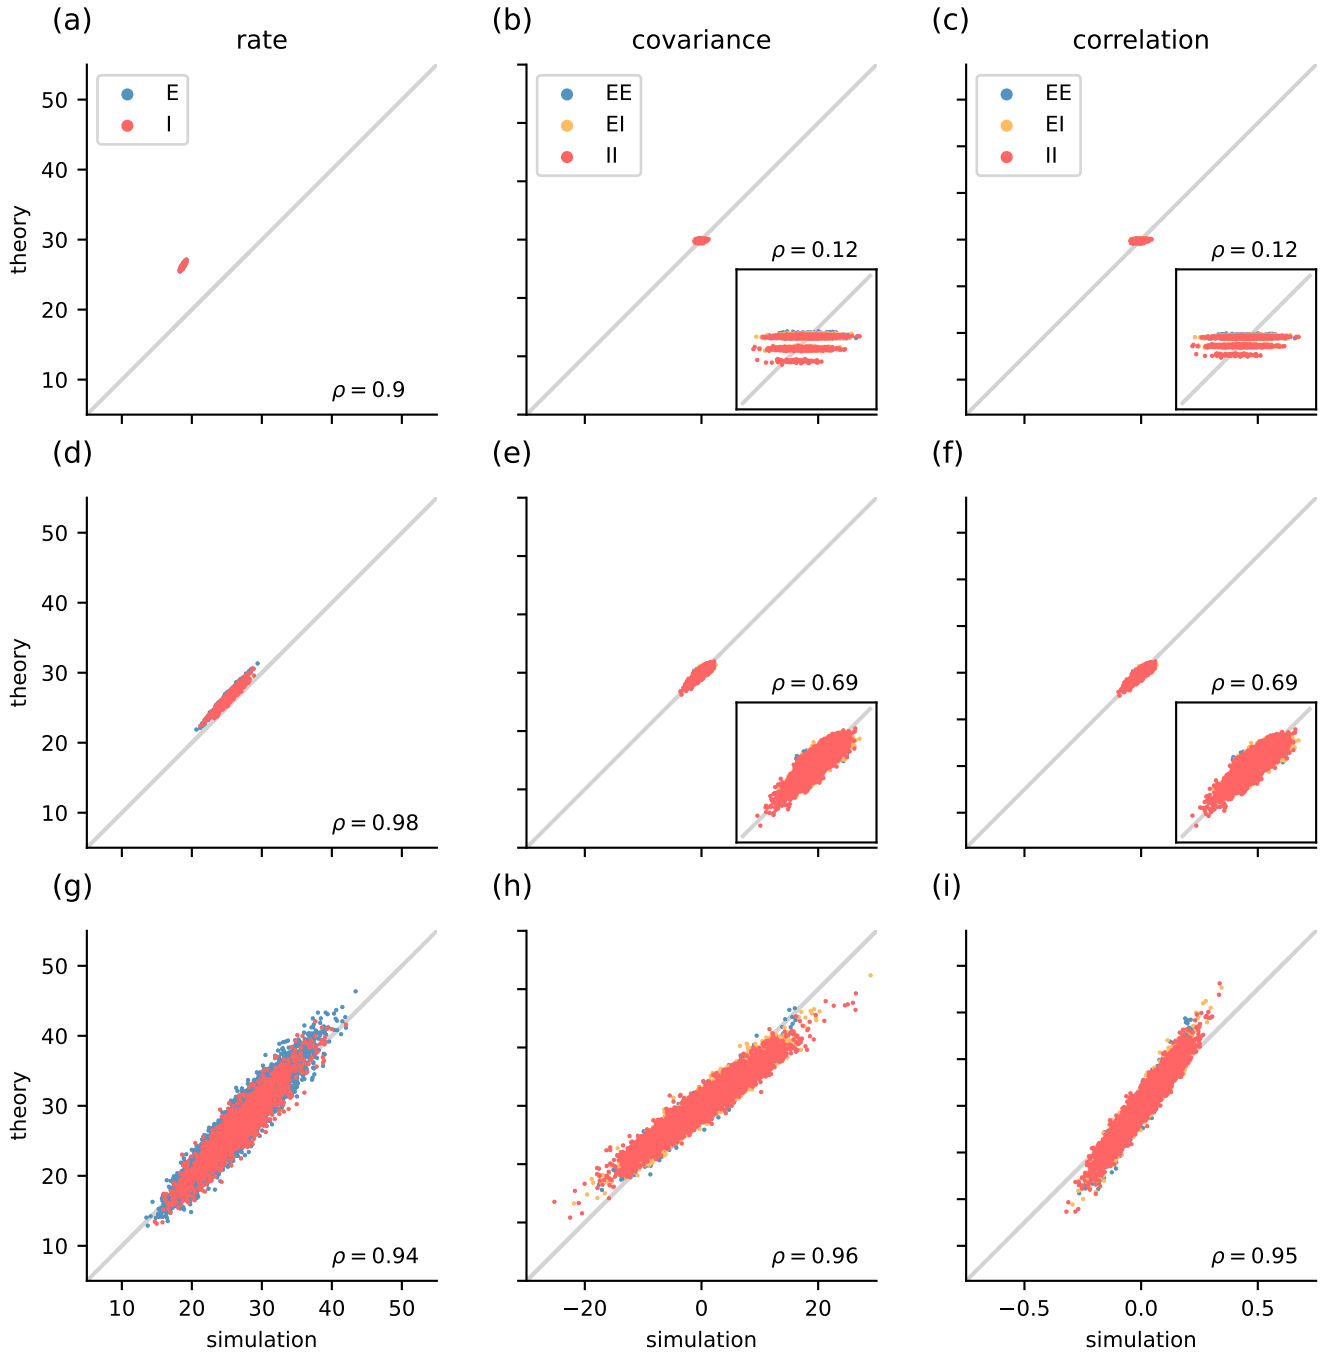 (a)
rate
(b)
covariance
(c)
correlation
E
I
EE
EI
II
EE
EI
II
50
40
30
20
10
theory
ρ = 0.9
ρ = 0.12
ρ = 0.12
(d)
(e)
(f)
50
40
30
20
10
theory
ρ = 0.98
ρ = 0.69
ρ = 0.69
(g)
(h)
(i)
50
40
30
20
10
theory
ρ = 0.94
ρ = 0.96
ρ = 0.95
10 20 30 40 50
−20 0 20
−0.5 0.0 0.5
simulation
simulation
simulation